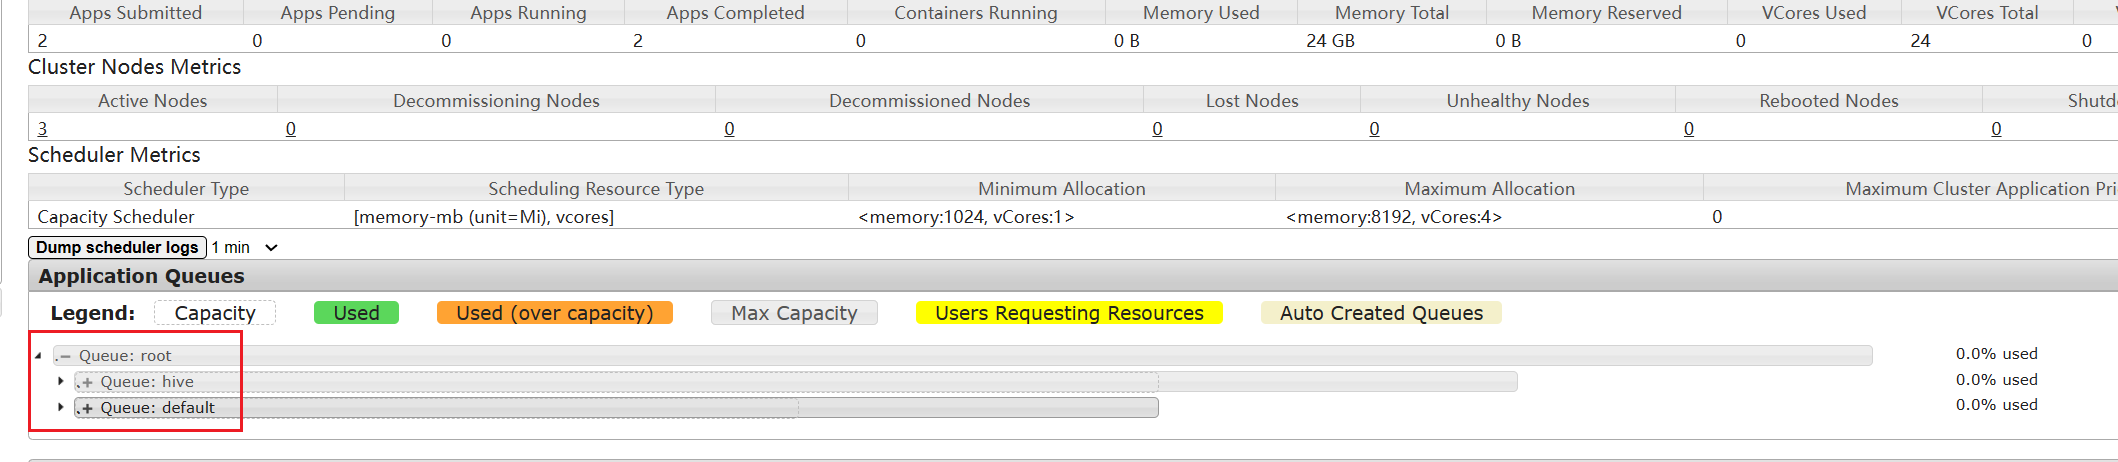 Apps Submitted Apps Pending Apps Running Apps Completed Containers Running Memory Used Memory Total Memory Reserved VCores Used VCores Total
2 0 0 2 0 0 B 24 GB 0 B 0 24 0
Cluster Nodes Metrics
Active Nodes Decommissioning Nodes Decommissioned Nodes Lost Nodes Unhealthy Nodes Rebooted Nodes Shutd
3 0 0 0 0 0 0
Scheduler Metrics
Scheduler Type Scheduling Resource Type Minimum Allocation Maximum Allocation Maximum Cluster Application Pri
Capacity Scheduler [memory-mb (unit=Mi), vcores] <memory:1024, vCores:1> <memory:8192, vCores:4> 0
Dump scheduler logs 1 min
Application Queues
Legend: Capacity Used Used (over capacity) Max Capacity Users Requesting Resources Auto Created Queues
Queue: root 0.0% used
Queue: hive 0.0% used
Queue: default 0.0% used